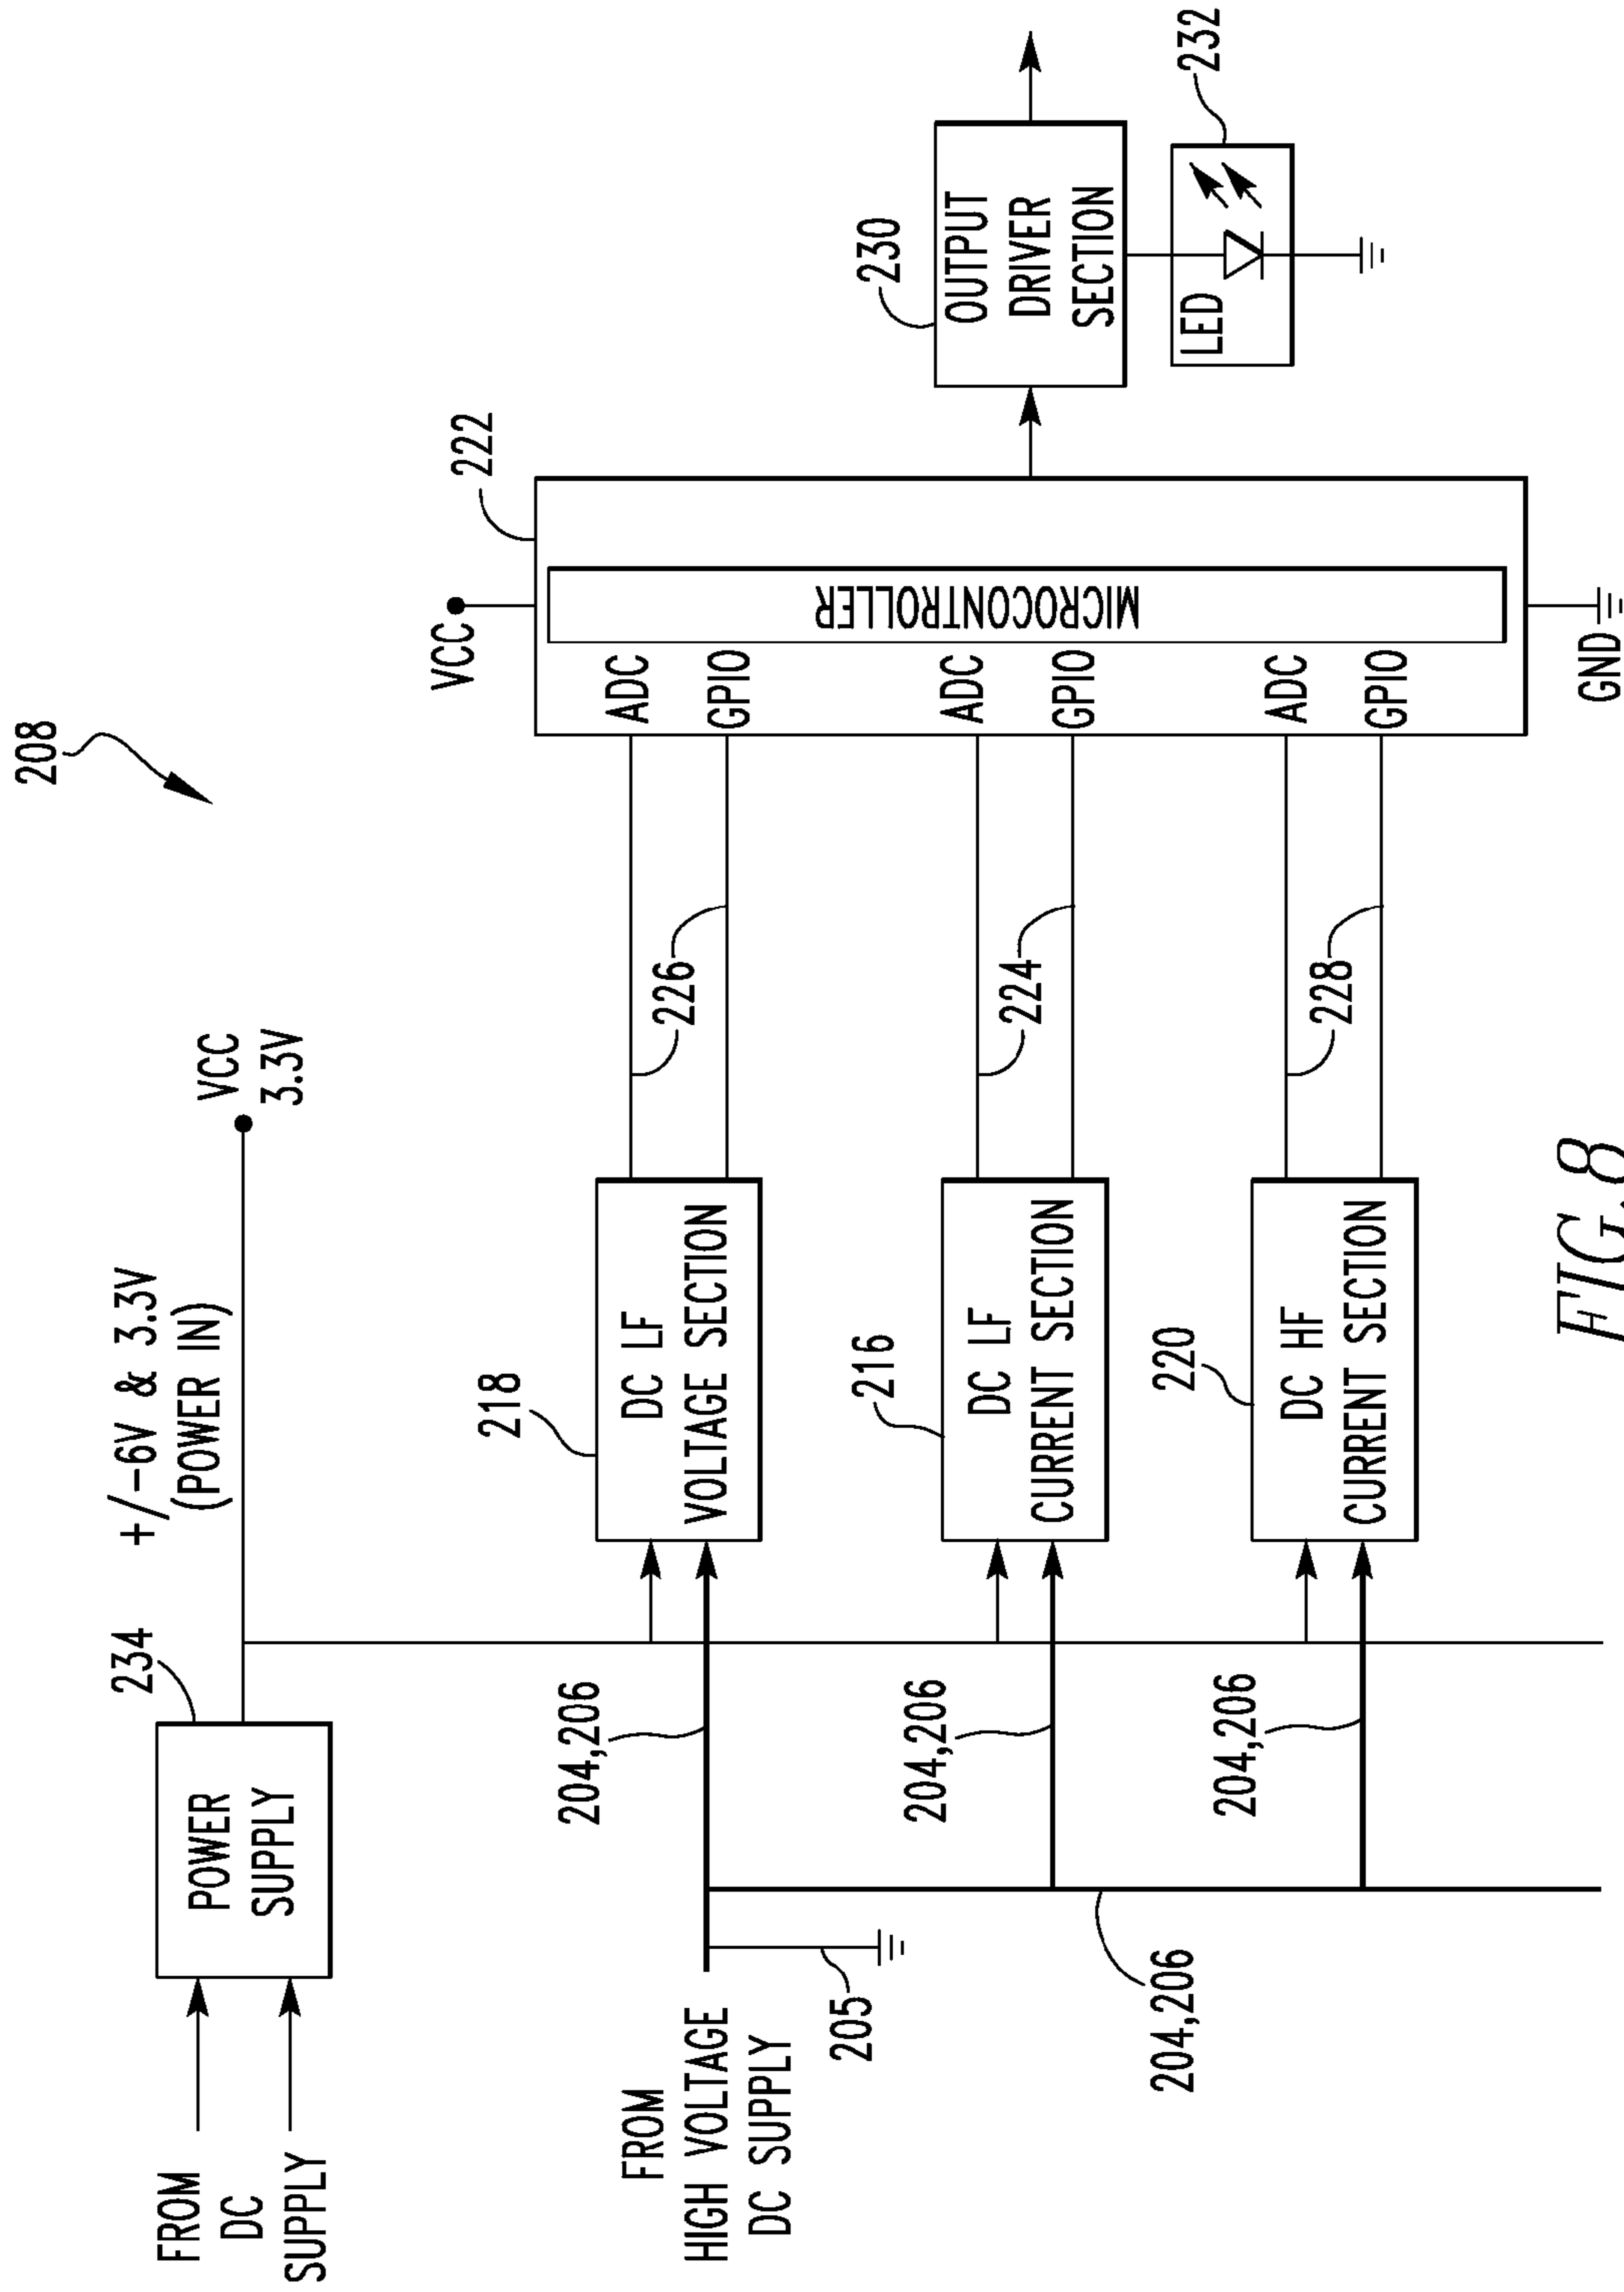 208
FROM
DC
SUPPLY
POWER
SUPPLY
234
+/-6V & 3.3V
(POWER IN)
VCC
3.3V
FROM
HIGH VOLTAGE
DC SUPPLY
205
204,206
204,206
204,206
204,206
218
DC LF
VOLTAGE SECTION
216
DC LF
CURRENT SECTION
220
DC HF
CURRENT SECTION
226
224
228
VCC
222
ADC
GPIO
ADC
GPIO
ADC
GPIO
MICROCONTROLLER
GND
230
OUTPUT
DRIVER
SECTION
LED
232
FIG.8